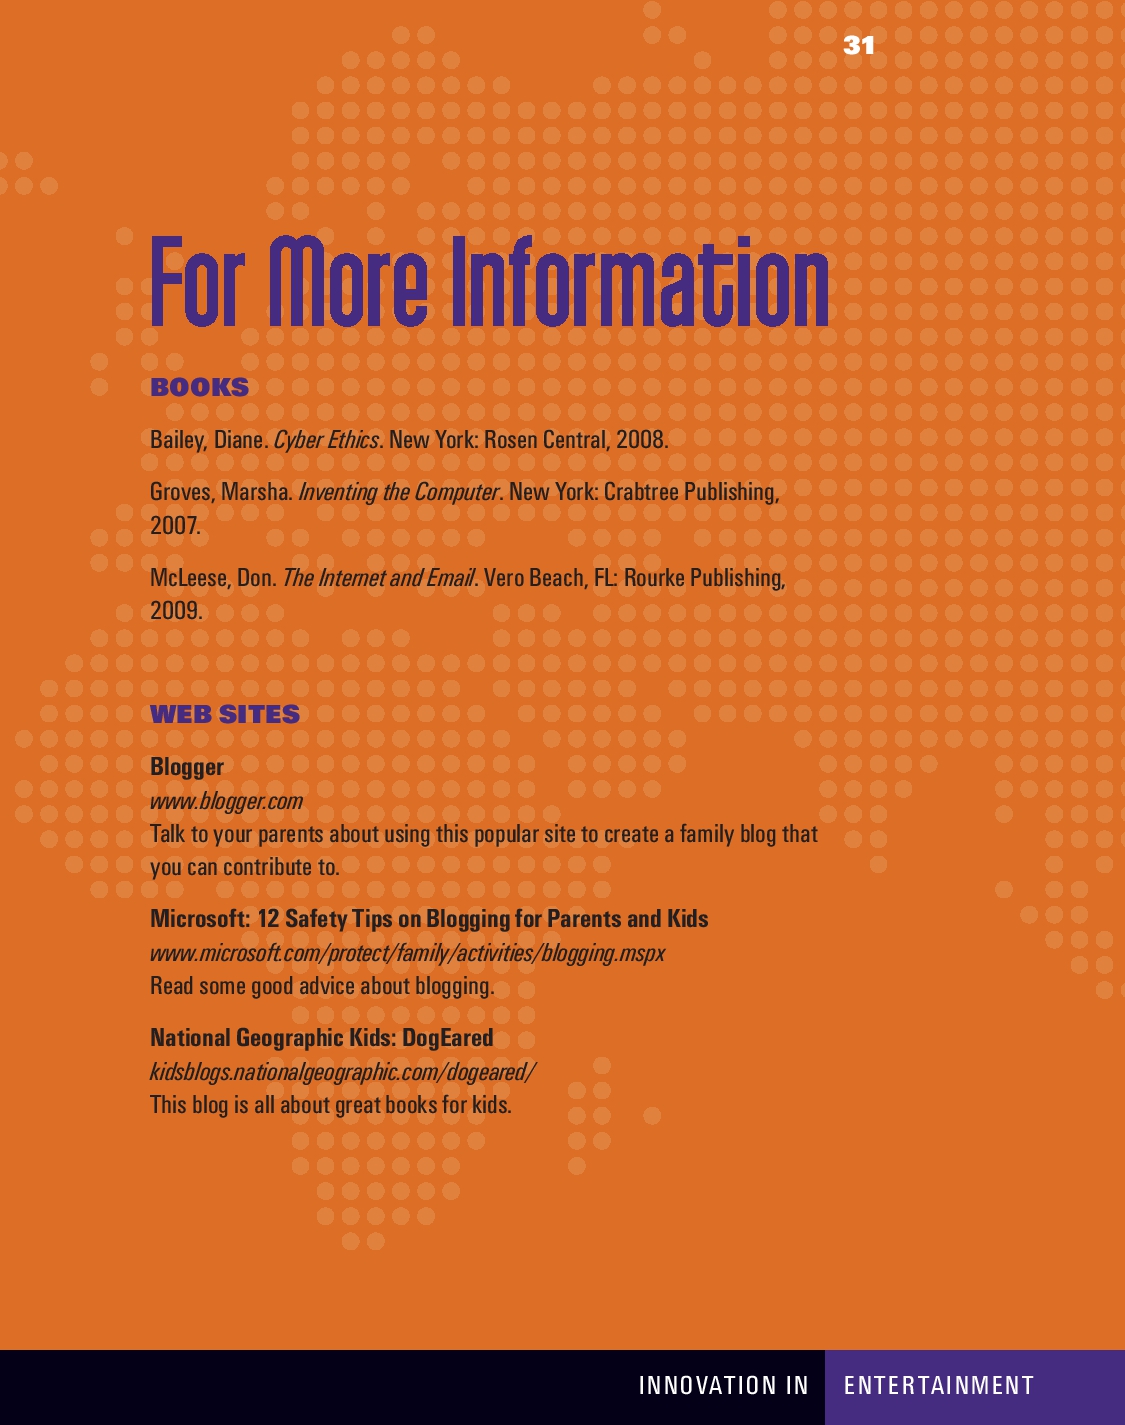 31
For More Information
BOOKS
Bailey, Diane. Cyber Ethics. New York: Rosen Central, 2008.
Groves, Marsha. Inventing the Computer. New York: Crabtree Publishing,
2007.
McLeese, Don. The Internet and Email. Vero Beach, FL: Rourke Publishing,
2009.
WEB SITES
Blogger
www.blogger.com
Talk to your parents about using this popular site to create a family blog that
you can contribute to.
Microsoft: 12 Safety Tips on Blogging for Parents and Kids
www.microsoft.com/protect/family/activities/blogging.mspx
Read some good advice about blogging.
National Geographic Kids: DogEared
kidsblogs.nationalgeographic.com/dogeared/
This blog is all about great books for kids.
INNOVATION IN ENTERTAINMENT